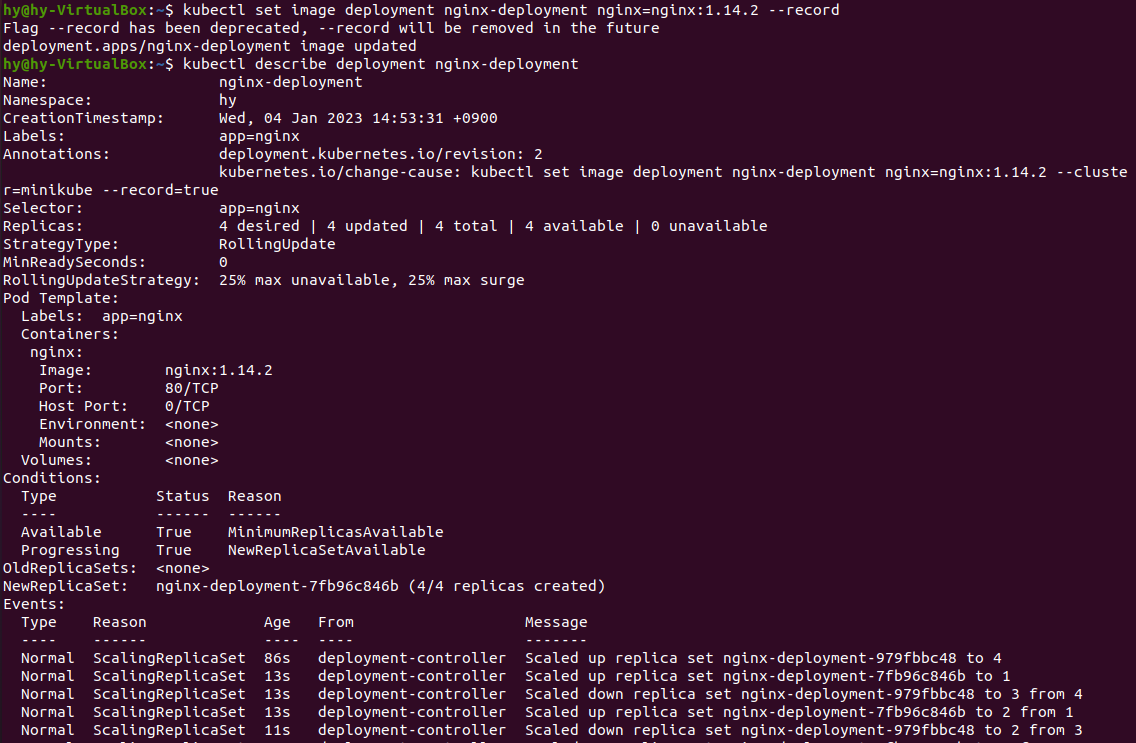 hy@hy-VirtualBox:~$ kubectl set image deployment nginx-deployment nginx=nginx:1.14.2 --record
Flag --record has been deprecated, --record will be removed in the future
deployment.apps/nginx-deployment image updated
hy@hy-VirtualBox:~$ kubectl describe deployment nginx-deployment
Name:                   nginx-deployment
Namespace:              hy
CreationTimestamp:      Wed, 04 Jan 2023 14:53:31 +0900
Labels:                 app=nginx
Annotations:            deployment.kubernetes.io/revision: 2
                        kubernetes.io/change-cause: kubectl set image deployment nginx-deployment nginx=nginx:1.14.2 --cluste
r=minikube --record=true
Selector:               app=nginx
Replicas:               4 desired | 4 updated | 4 total | 4 available | 0 unavailable
StrategyType:           RollingUpdate
MinReadySeconds:        0
RollingUpdateStrategy:  25% max unavailable, 25% max surge
Pod Template:
  Labels:  app=nginx
  Containers:
   nginx:
    Image:        nginx:1.14.2
    Port:         80/TCP
    Host Port:    0/TCP
    Environment:  <none>
    Mounts:       <none>
  Volumes:        <none>
Conditions:
  Type           Status  Reason
  ----           ------  ------
  Available      True    MinimumReplicasAvailable
  Progressing    True    NewReplicaSetAvailable
OldReplicaSets:  <none>
NewReplicaSet:   nginx-deployment-7fb96c846b (4/4 replicas created)
Events:
  Type    Reason             Age   From                   Message
  ----    ------             ----  ----                   -------
  Normal  ScalingReplicaSet  86s   deployment-controller  Scaled up replica set nginx-deployment-979fbbc48 to 4
  Normal  ScalingReplicaSet  13s   deployment-controller  Scaled up replica set nginx-deployment-7fb96c846b to 1
  Normal  ScalingReplicaSet  13s   deployment-controller  Scaled down replica set nginx-deployment-979fbbc48 to 3 from 4
  Normal  ScalingReplicaSet  13s   deployment-controller  Scaled up replica set nginx-deployment-7fb96c846b to 2 from 1
  Normal  ScalingReplicaSet  11s   deployment-controller  Scaled down replica set nginx-deployment-979fbbc48 to 2 from 3